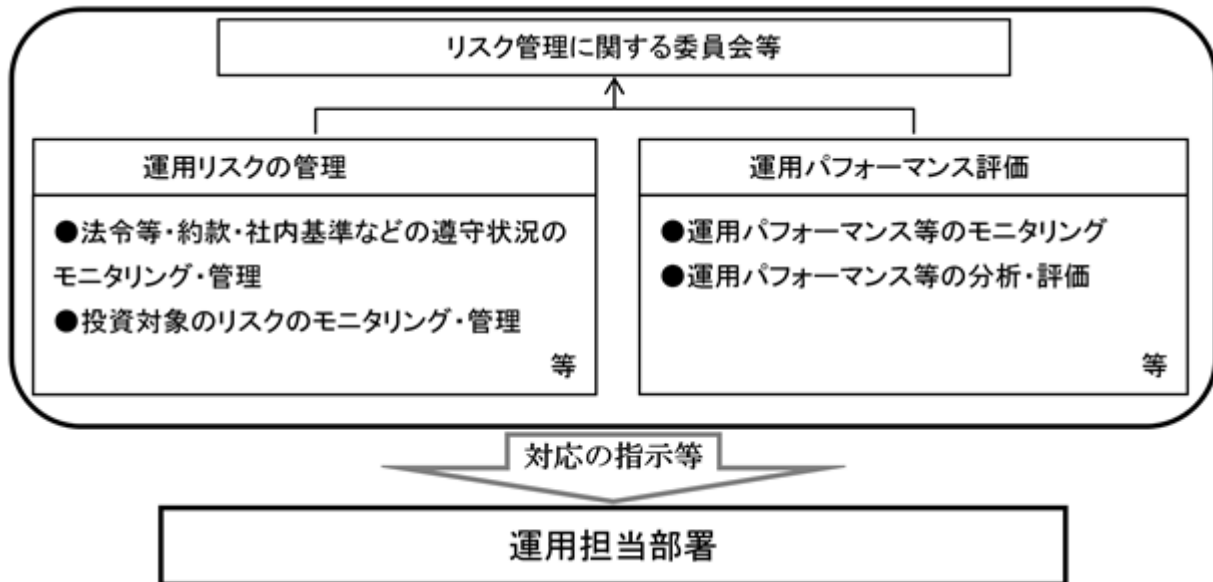 リスク管理に関する委員会等
運用リスクの管理
●法令等・約款・社内基準などの遵守状況の
モニタリング・管理
●投資対象のリスクのモニタリング・管理
等
運用パフォーマンス評価
●運用パフォーマンス等のモニタリング
●運用パフォーマンス等の分析・評価
等
対応の指示等
運用担当部署